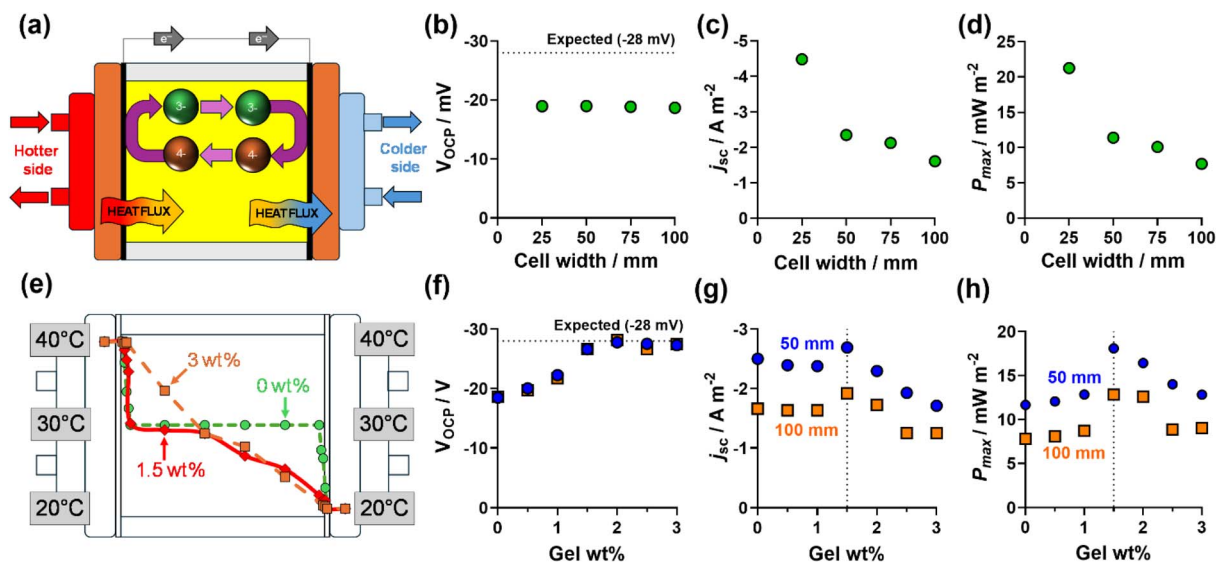 (a)
e⁻
e⁻
3-
3-
4-
4-
Hotter
side
Colder
side
HEATFLUX
HEATFLUX
(b)
-30
-20
-10
0
Expected (-28 mV)
V_OCP / mV
0 25 50 75 100
Cell width / mm
(c)
-5
-4
-3
-2
-1
0
j_sc / A m⁻²
0 25 50 75 100
Cell width / mm
(d)
25
20
15
10
5
0
P_max / mW m⁻²
0 25 50 75 100
Cell width / mm
(e)
40°C
30°C
20°C
3 wt%
0 wt%
1.5 wt%
40°C
30°C
20°C
(f)
-30
-20
-10
0
Expected (-28 mV)
V_OCP / V
0 1 2 3
Gel wt%
(g)
-3
-2
-1
0
50 mm
100 mm
j_sc / A m⁻²
0 1 2 3
Gel wt%
(h)
20
15
10
5
0
50 mm
100 mm
P_max / mW m⁻²
0 1 2 3
Gel wt%